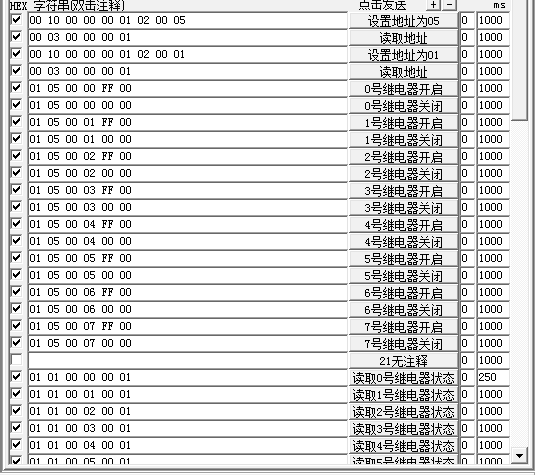 HEX 字符串(双击注释) 点击发送 + - ms
00 10 00 00 00 01 02 00 05 设置地址为05 0 1000
00 03 00 00 00 01 读取地址 0 1000
00 10 00 00 00 01 02 00 01 设置地址为01 0 1000
00 03 00 00 00 01 读取地址 0 1000
01 05 00 00 FF 00 0号继电器开启 0 1000
01 05 00 00 00 00 0号继电器关闭 0 1000
01 05 00 01 FF 00 1号继电器开启 0 1000
01 05 00 01 00 00 1号继电器关闭 0 1000
01 05 00 02 FF 00 2号继电器开启 0 1000
01 05 00 02 00 00 2号继电器关闭 0 1000
01 05 00 03 FF 00 3号继电器开启 0 1000
01 05 00 03 00 00 3号继电器关闭 0 1000
01 05 00 04 FF 00 4号继电器开启 0 1000
01 05 00 04 00 00 4号继电器关闭 0 1000
01 05 00 05 FF 00 5号继电器开启 0 1000
01 05 00 05 00 00 5号继电器关闭 0 1000
01 05 00 06 FF 00 6号继电器开启 0 1000
01 05 00 06 00 00 6号继电器关闭 0 1000
01 05 00 07 FF 00 7号继电器开启 0 1000
01 05 00 07 00 00 7号继电器关闭 0 1000
21无注释 0 1000
01 01 00 00 00 01 读取0号继电器状态 0 250
01 01 00 01 00 01 读取1号继电器状态 0 1000
01 01 00 02 00 01 读取2号继电器状态 0 1000
01 01 00 03 00 01 读取3号继电器状态 0 1000
01 01 00 04 00 01 读取4号继电器状态 0 1000
01 01 00 05 00 01 读取5号继电器状态 0 1000